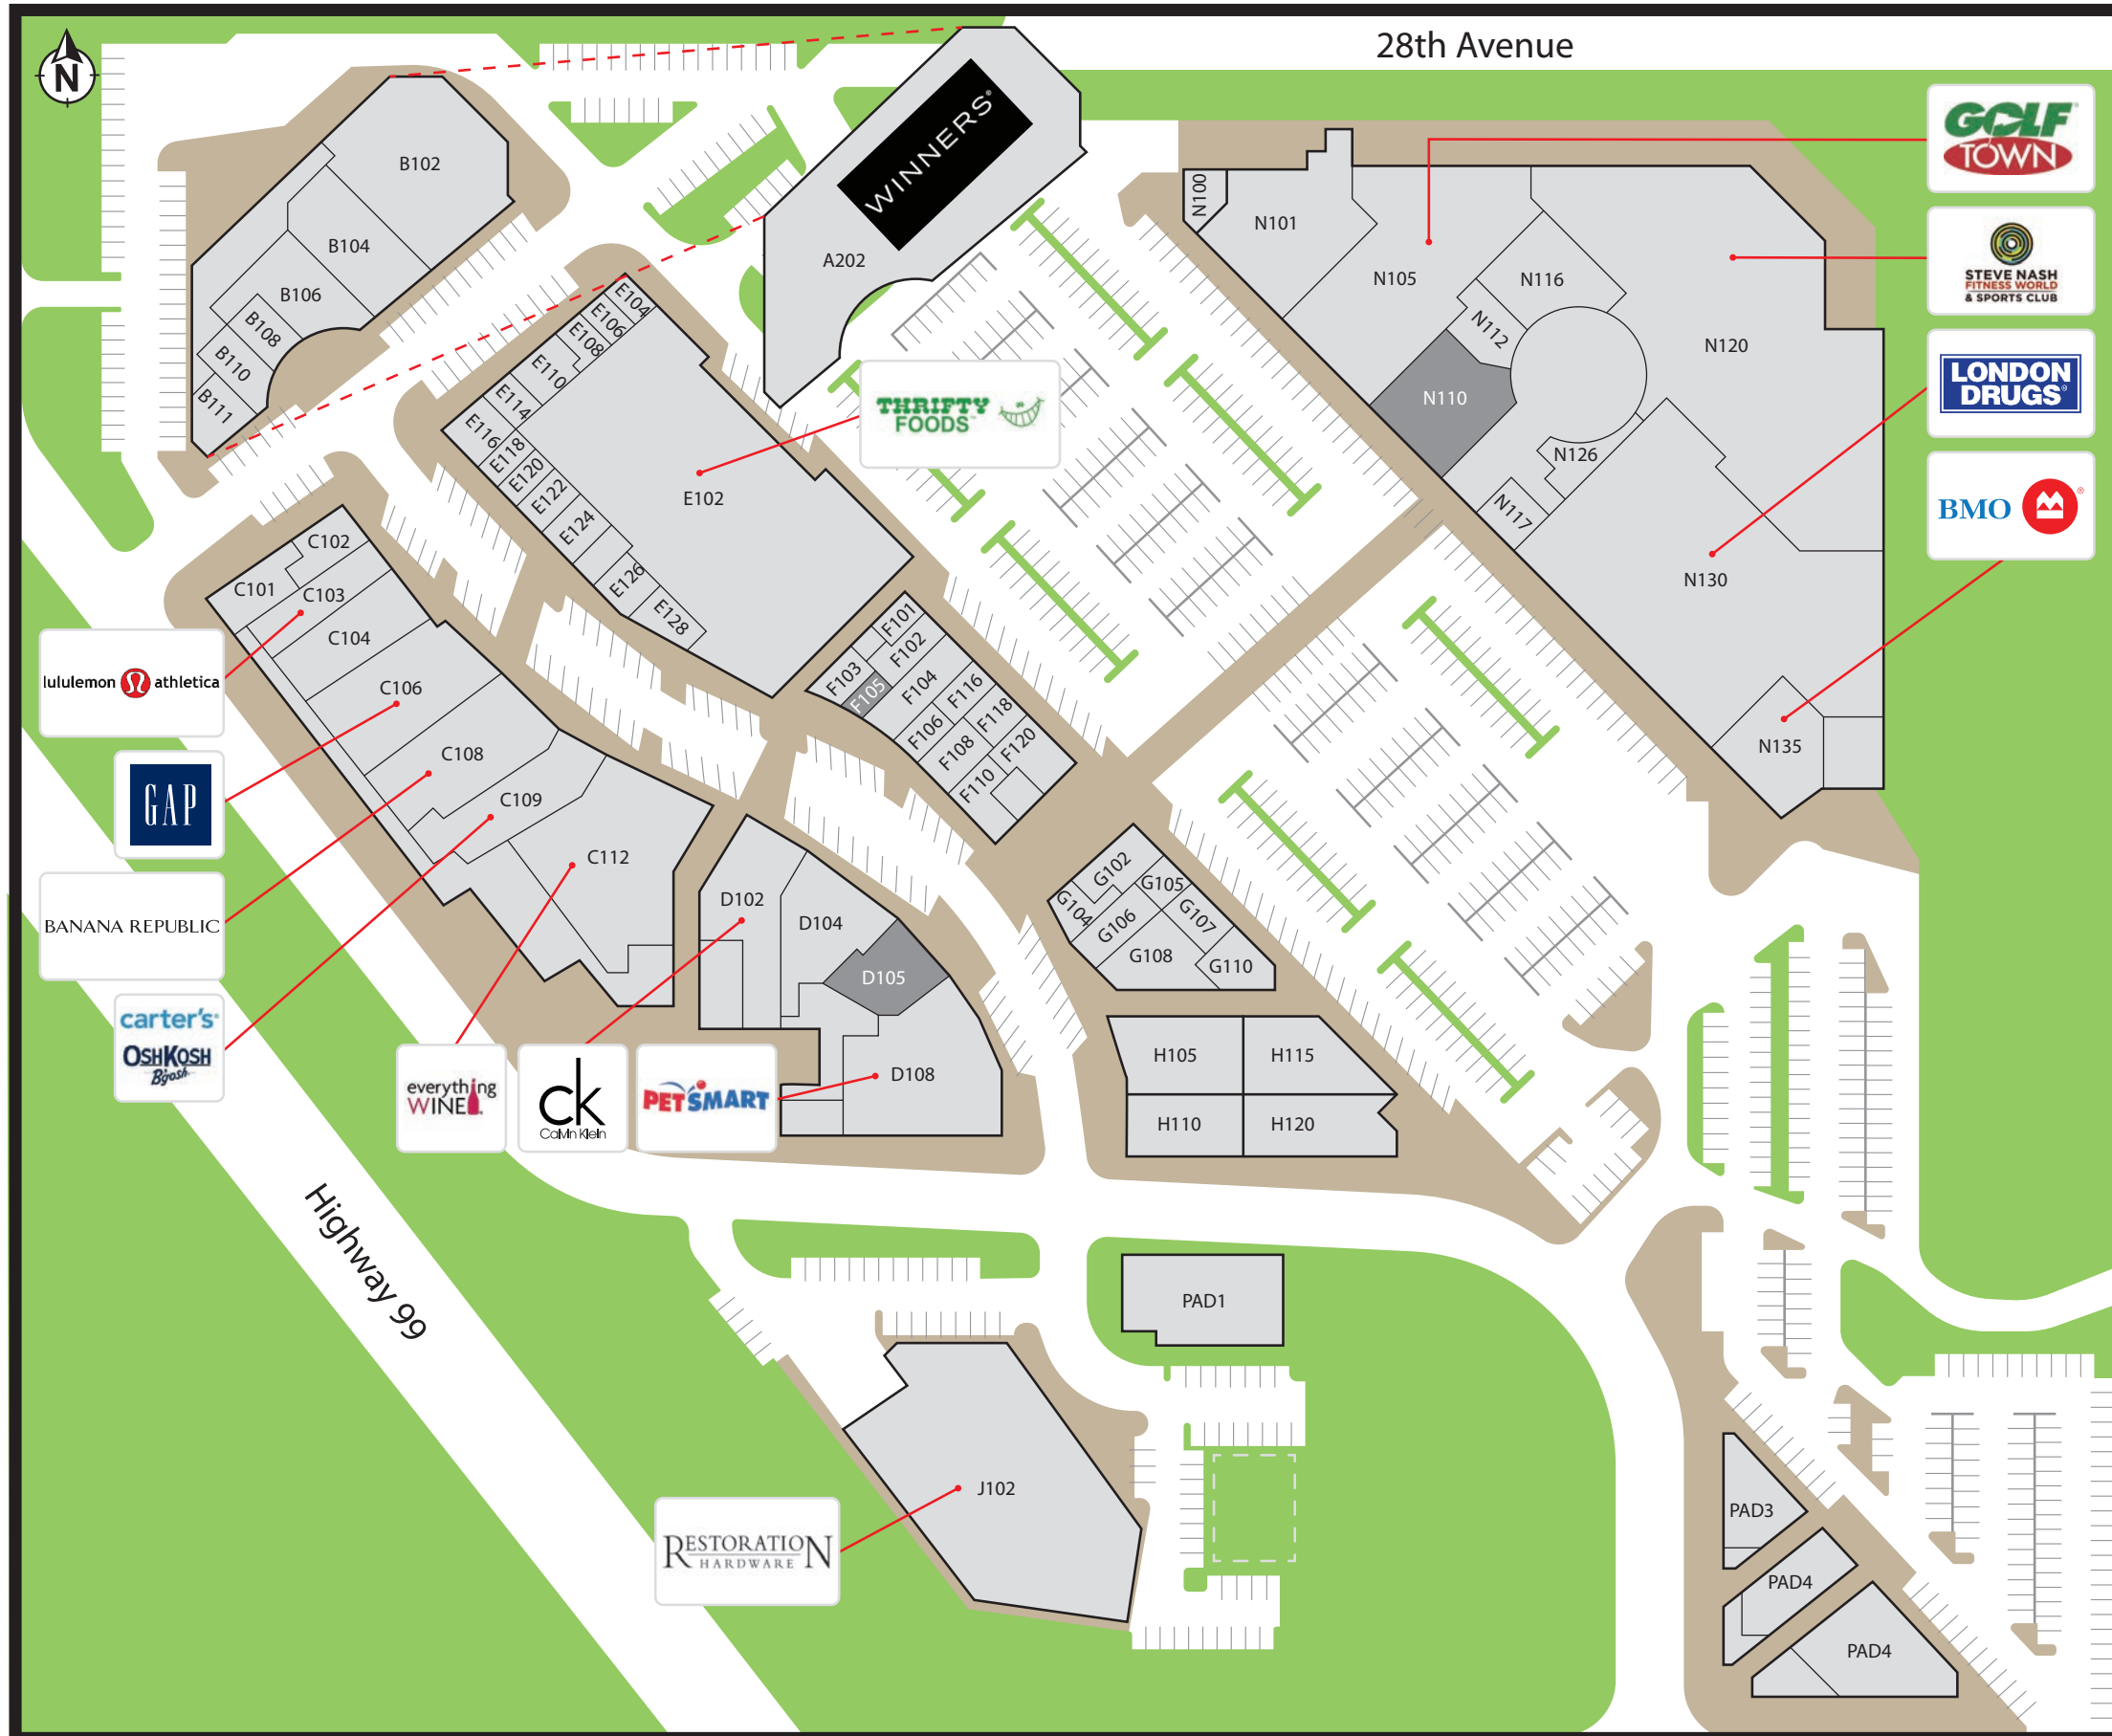 28th Avenue
N
WINNERS®
GOLF
TOWN
STEVE NASH
FITNESS WORLD
& SPORTS CLUB
LONDON
DRUGS
BMO
THRIFTY
FOODS
lululemon athletica
GAP
BANANA REPUBLIC
carter's
OSHKOSH
B'gosh
everything
WINE
ck
Calvin Klein
PETSMART
RESTORATION
HARDWARE
Highway 99
A202
B102
B104
B106
B108
B110
B111
C101
C102
C103
C104
C106
C108
C109
C112
D102
D104
D105
D108
E102
E104
E106
E108
E110
E114
E116
E118
E120
E122
E124
E126
E128
F101
F102
F103
F104
F105
F106
F108
F110
F116
F118
F120
G102
G104
G105
G106
G107
G108
G110
H105
H115
H110
H120
J102
N100
N101
N105
N110
N112
N116
N117
N120
N126
N130
N135
PAD1
PAD3
PAD4
PAD4